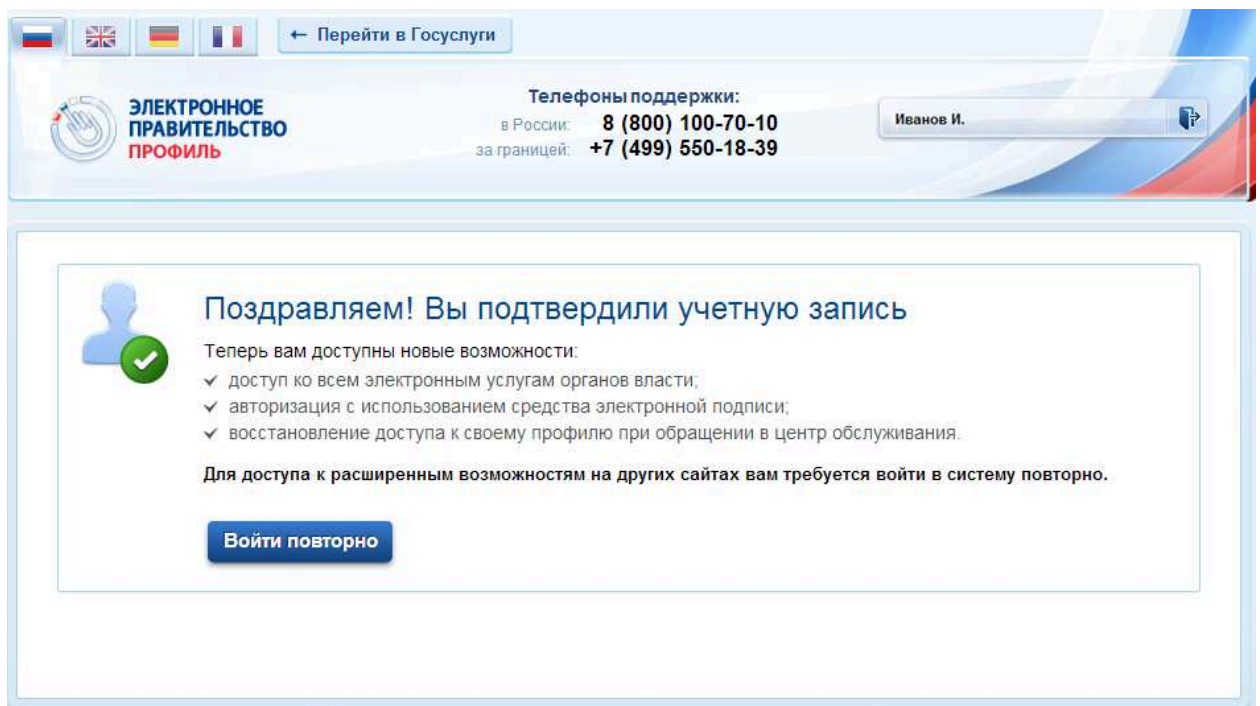 ← Перейти в Госуслуги
ЭЛЕКТРОННОЕ
ПРАВИТЕЛЬСТВО
ПРОФИЛЬ
Телефоны поддержки:
в России: 8 (800) 100-70-10
за границей: +7 (499) 550-18-39
Иванов И.
Поздравляем! Вы подтвердили учетную запись
Теперь вам доступны новые возможности:
доступ ко всем электронным услугам органов власти;
авторизация с использованием средства электронной подписи;
восстановление доступа к своему профилю при обращении в центр обслуживания.
Для доступа к расширенным возможностям на других сайтах вам требуется войти в систему повторно.
Войти повторно